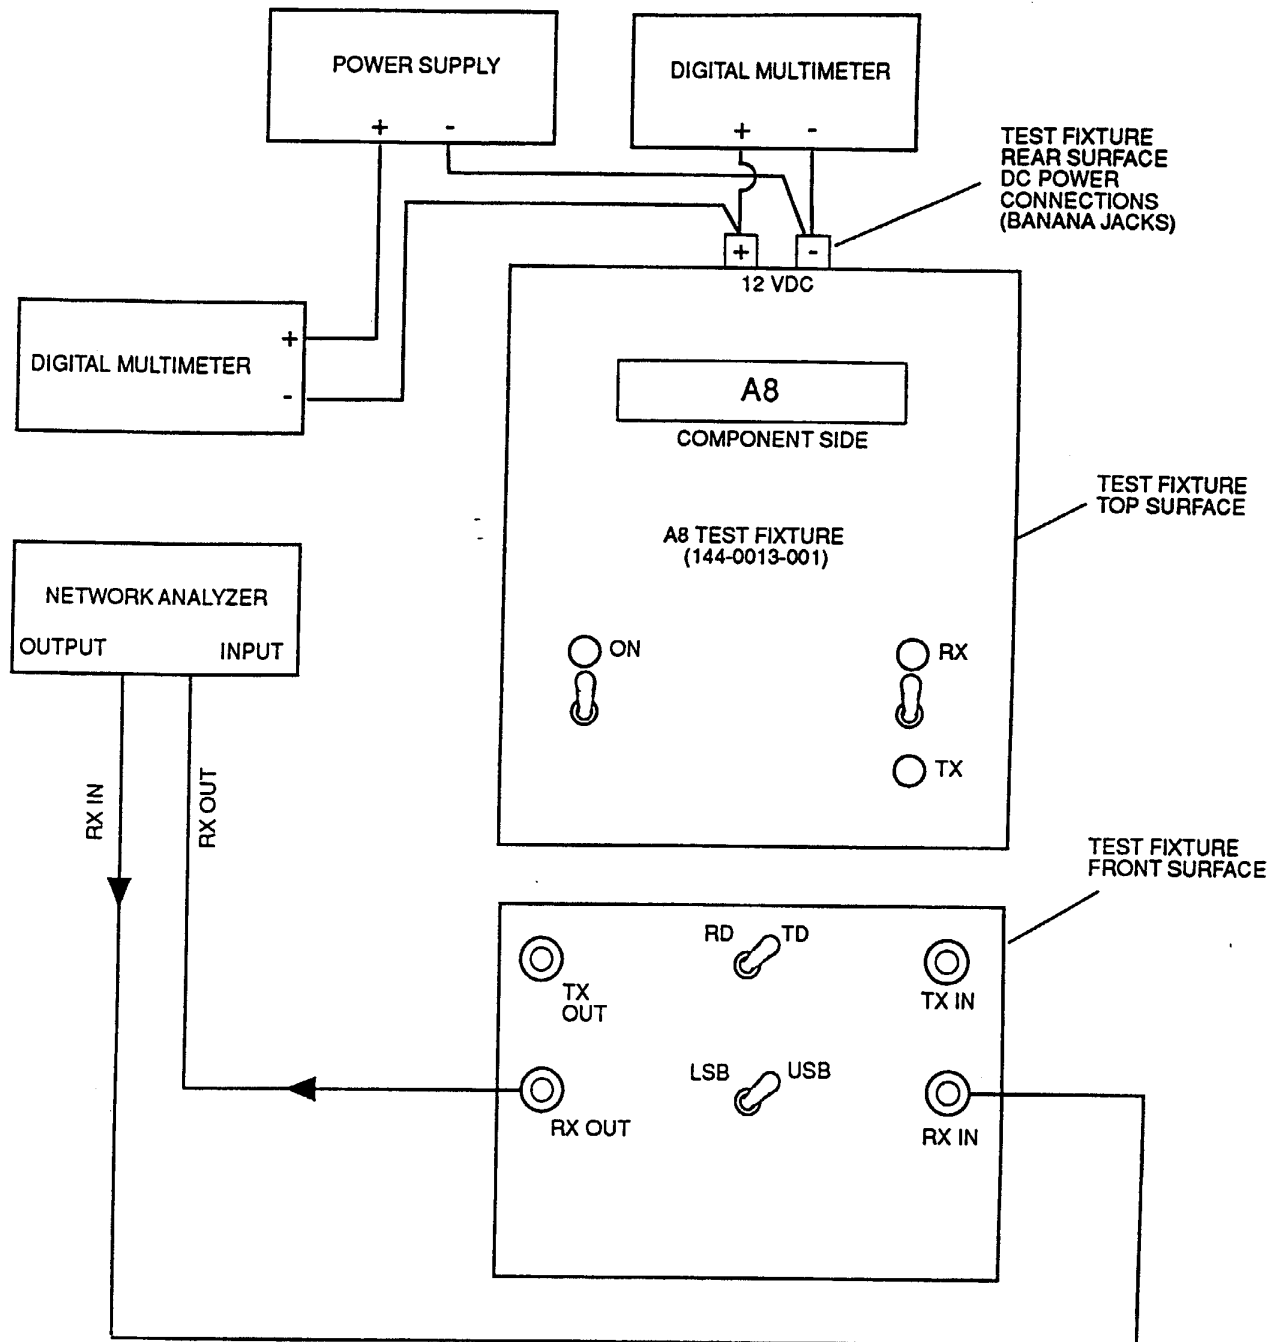 POWER SUPPLY
+ -
DIGITAL MULTIMETER
+ -
TEST FIXTURE
REAR SURFACE
DC POWER
CONNECTIONS
(BANANA JACKS)
+ -
12 VDC
DIGITAL MULTIMETER
+
-
A8
COMPONENT SIDE
TEST FIXTURE
TOP SURFACE
A8 TEST FIXTURE
(144-0013-001)
NETWORK ANALYZER
OUTPUT INPUT
ON
RX
TX
RX IN
RX OUT
TEST FIXTURE
FRONT SURFACE
RD TD
TX
OUT
TX IN
LSB USB
RX OUT
RX IN